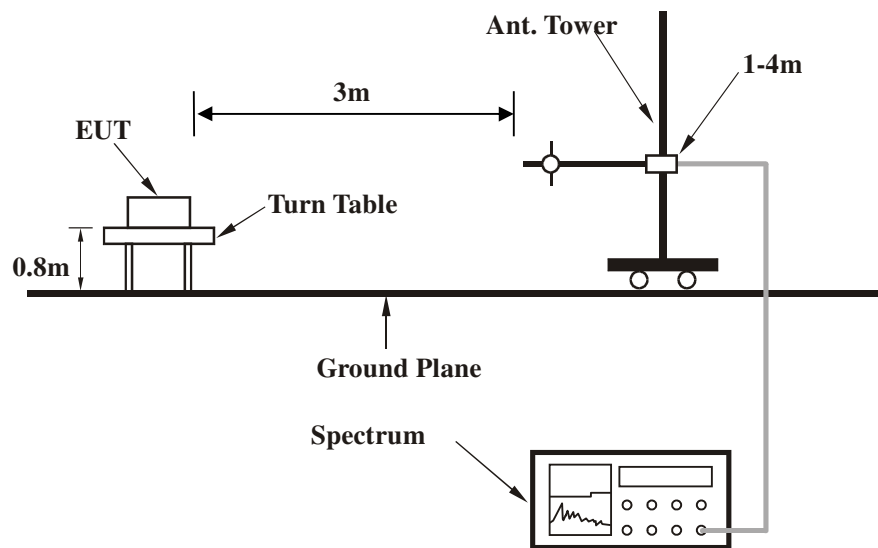 Ant. Tower
1-4m
3m
EUT
Turn Table
0.8m
Ground Plane
Spectrum